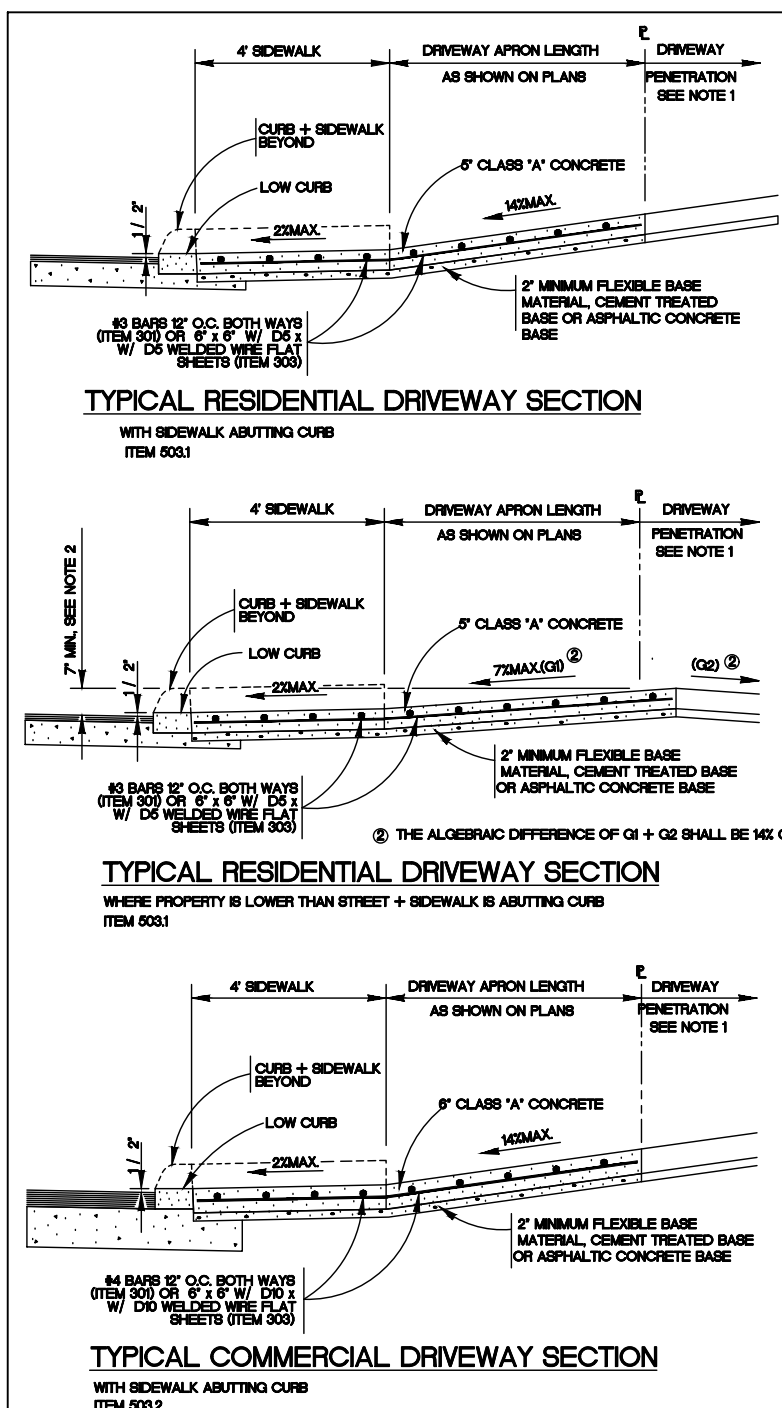 4' SIDEWALK
DRIVEWAY APRON LENGTH
AS SHOWN ON PLANS
PL
DRIVEWAY
PENETRATION
SEE NOTE 1
CURB + SIDEWALK
BEYOND
LOW CURB
5" CLASS "A" CONCRETE
1 / 2"
2%MAX.
14%MAX.
2" MINIMUM FLEXIBLE BASE
MATERIAL, CEMENT TREATED
BASE OR ASPHALTIC CONCRETE
BASE
#3 BARS 12" O.C. BOTH WAYS
(ITEM 301) OR 6" x 6" W/ D5 x
W/ D5 WELDED WIRE FLAT
SHEETS (ITEM 303)
TYPICAL RESIDENTIAL DRIVEWAY SECTION
WITH SIDEWALK ABUTTING CURB
ITEM 503.1
4' SIDEWALK
DRIVEWAY APRON LENGTH
AS SHOWN ON PLANS
PL
DRIVEWAY
PENETRATION
SEE NOTE 1
7" MIN., SEE NOTE 2
CURB + SIDEWALK
BEYOND
LOW CURB
5" CLASS "A" CONCRETE
1 / 2"
2%MAX.
7%MAX.(G1) ②
(G2) ②
2" MINIMUM FLEXIBLE BASE
MATERIAL, CEMENT TREATED BASE
OR ASPHALTIC CONCRETE BASE
#3 BARS 12" O.C. BOTH WAYS
(ITEM 301) OR 6" x 6" W/ D5 x
W/ D5 WELDED WIRE FLAT
SHEETS (ITEM 303)
② THE ALGEBRAIC DIFFERENCE OF G1 + G2 SHALL BE 14%
TYPICAL RESIDENTIAL DRIVEWAY SECTION
WHERE PROPERTY IS LOWER THAN STREET + SIDEWALK IS ABUTTING CURB
ITEM 503.1
4' SIDEWALK
DRIVEWAY APRON LENGTH
AS SHOWN ON PLANS
PL
DRIVEWAY
PENETRATION
SEE NOTE 1
CURB + SIDEWALK
BEYOND
LOW CURB
6" CLASS "A" CONCRETE
1 / 2"
2%MAX.
14%MAX.
2" MINIMUM FLEXIBLE BASE
MATERIAL, CEMENT TREATED BASE
OR ASPHALTIC CONCRETE BASE
#4 BARS 12" O.C. BOTH WAYS
(ITEM 301) OR 6" x 6" W/ D10 x
W/ D10 WELDED WIRE FLAT
SHEETS (ITEM 303)
TYPICAL COMMERCIAL DRIVEWAY SECTION
WITH SIDEWALK ABUTTING CURB
ITEM 503.2